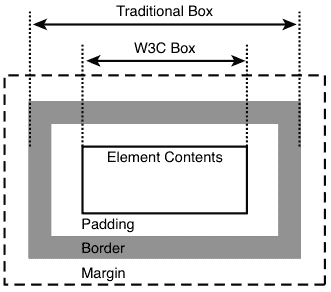 Traditional Box
W3C Box
Element Contents
Padding
Border
Margin